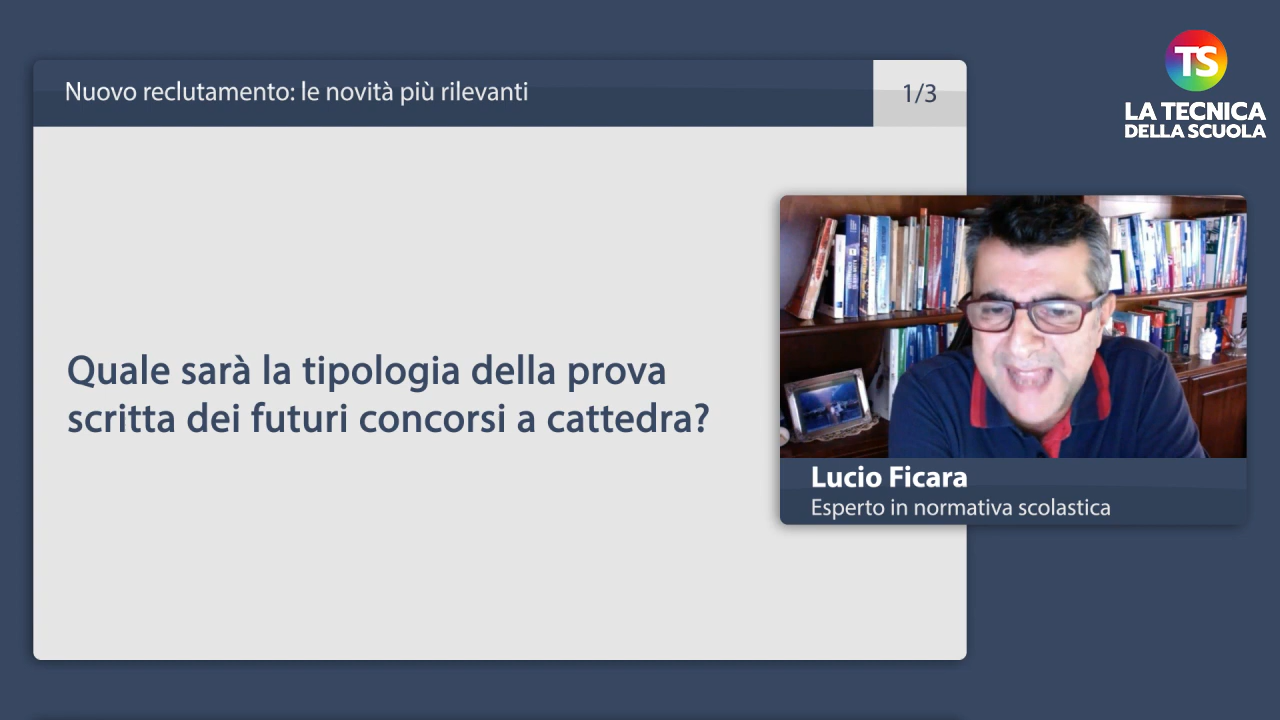 Nuovo reclutamento: le novità più rilevanti
1/3
TS
LA TECNICA
DELLA SCUOLA
Quale sarà la tipologia della prova
scritta dei futuri concorsi a cattedra?
Lucio Ficara
Esperto in normativa scolastica